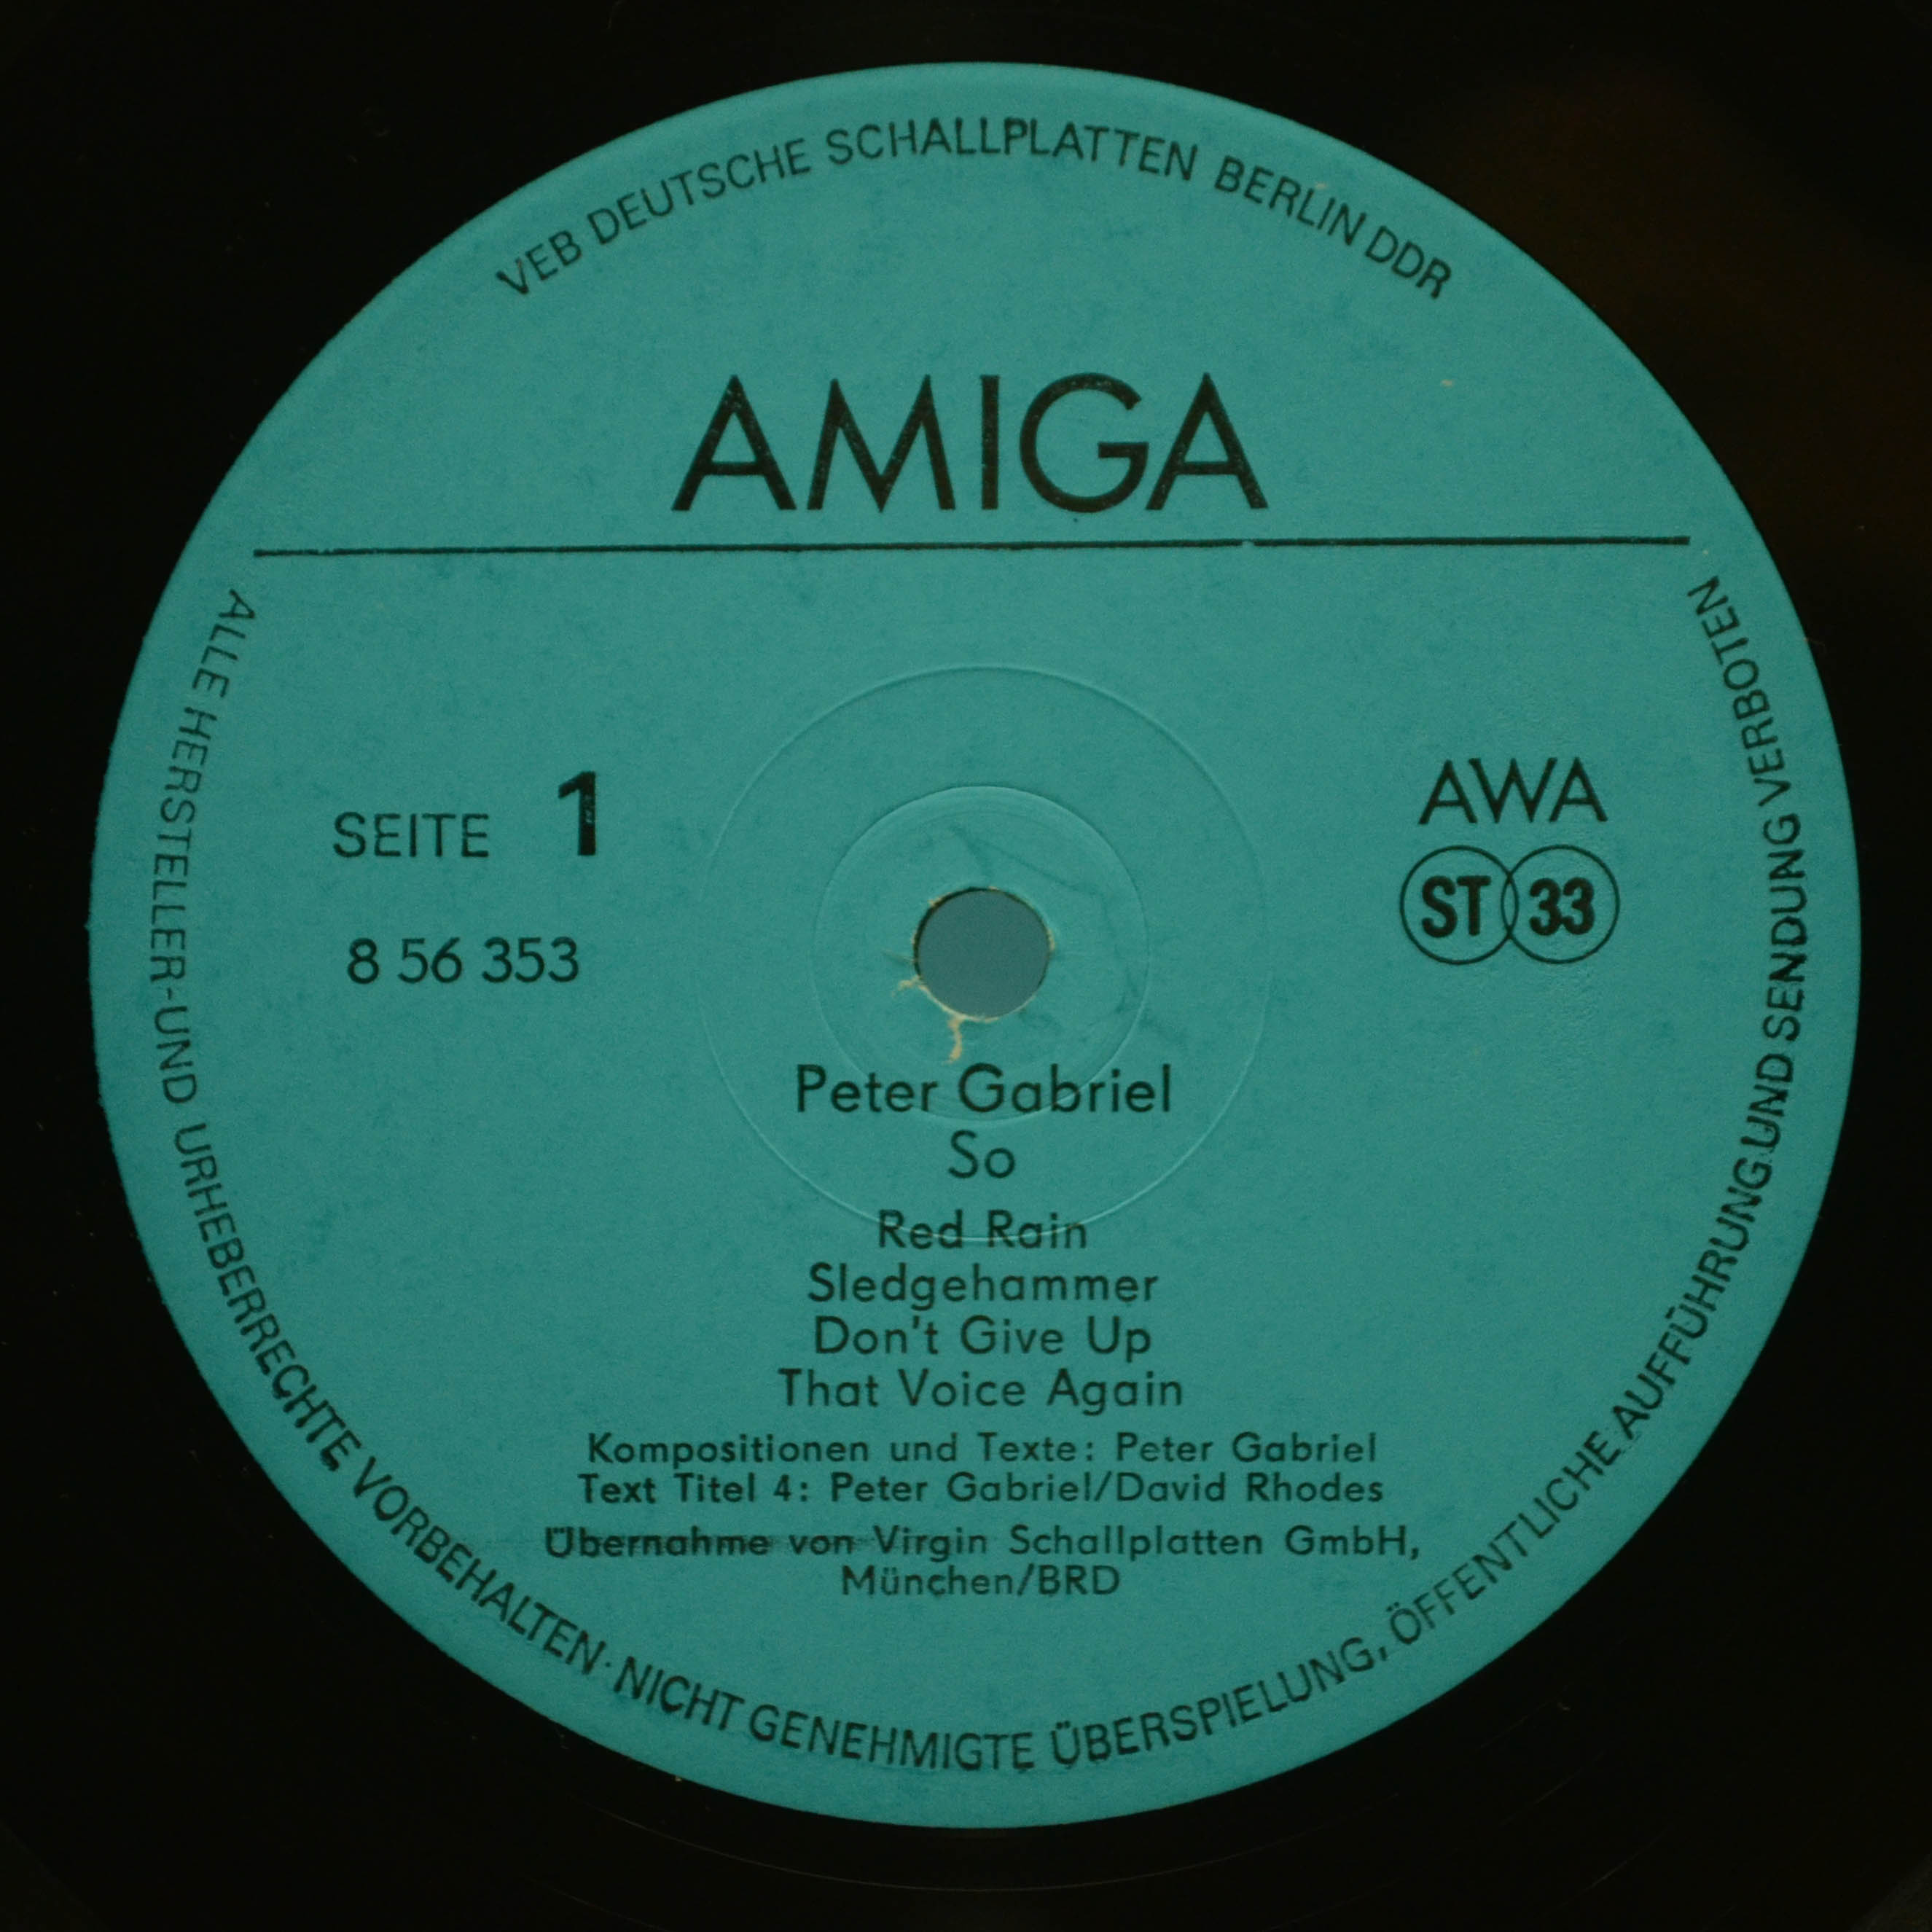 VEB DEUTSCHE SCHALLPLATTEN BERLIN DDR
AMIGA
SEITE 1
8 56 353
AWA
ST 33
Peter Gabriel
So
Red Rain
Sledgehammer
Don't Give Up
That Voice Again
Kompositionen und Texte: Peter Gabriel
Text Titel 4: Peter Gabriel/David Rhodes
Übernahme von Virgin Schallplatten GmbH,
München/BRD
ALLE HERSTELLER-UND URHEBERRECHTE VORBEHALTEN · NICHT GENEHMIGTE ÜBERSPIELUNG, ÖFFENTLICHE AUFFÜHRUNG UND SENDUNG VERBOTEN